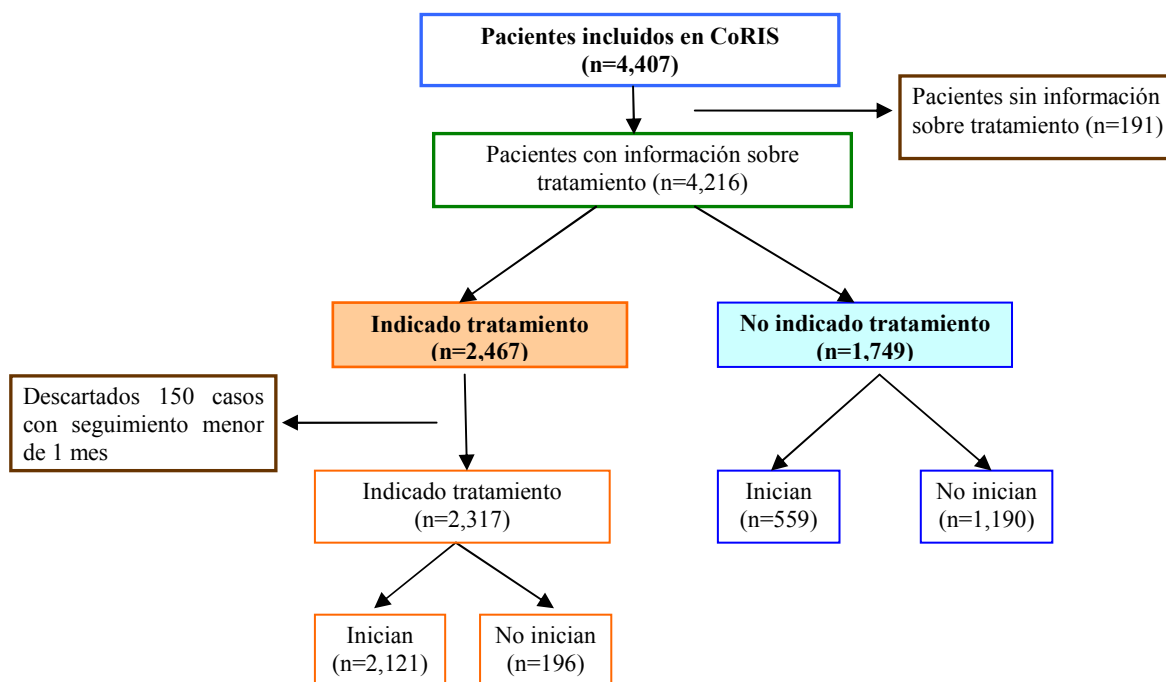 Pacientes incluidos en CoRIS
(n=4,407)
Pacientes sin información
sobre tratamiento (n=191)
Pacientes con información sobre
tratamiento (n=4,216)
Indicado tratamiento
(n=2,467)
No indicado tratamiento
(n=1,749)
Descartados 150 casos
con seguimiento menor
de 1 mes
Indicado tratamiento
(n=2,317)
Inician
(n=559)
No inician
(n=1,190)
Inician
(n=2,121)
No inician
(n=196)